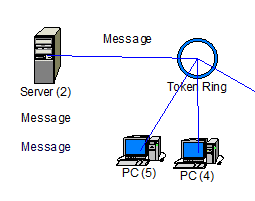 Message
Token Ring
Server (2)
Message
Message
PC (5)
PC (4)